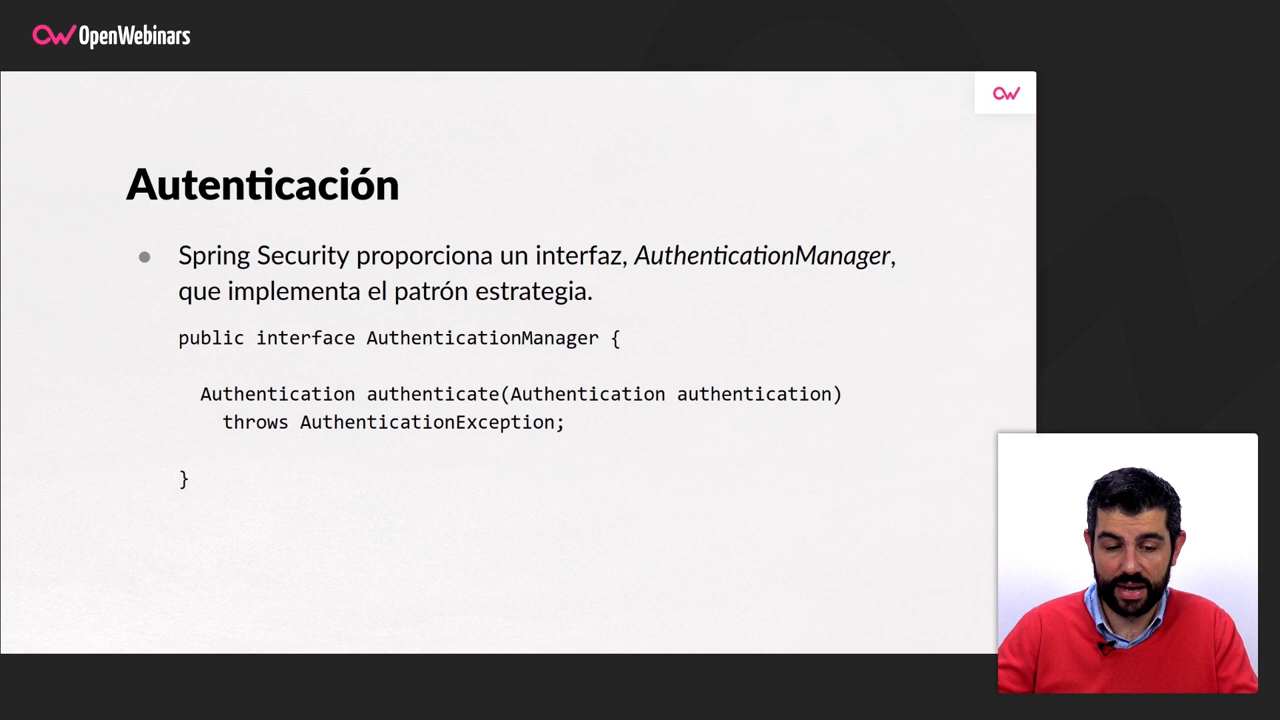 OpenWebinars
Autenticación
Spring Security proporciona un interfaz, AuthenticationManager,
que implementa el patrón estrategia.
public interface AuthenticationManager {
Authentication authenticate(Authentication authentication)
throws AuthenticationException;
}